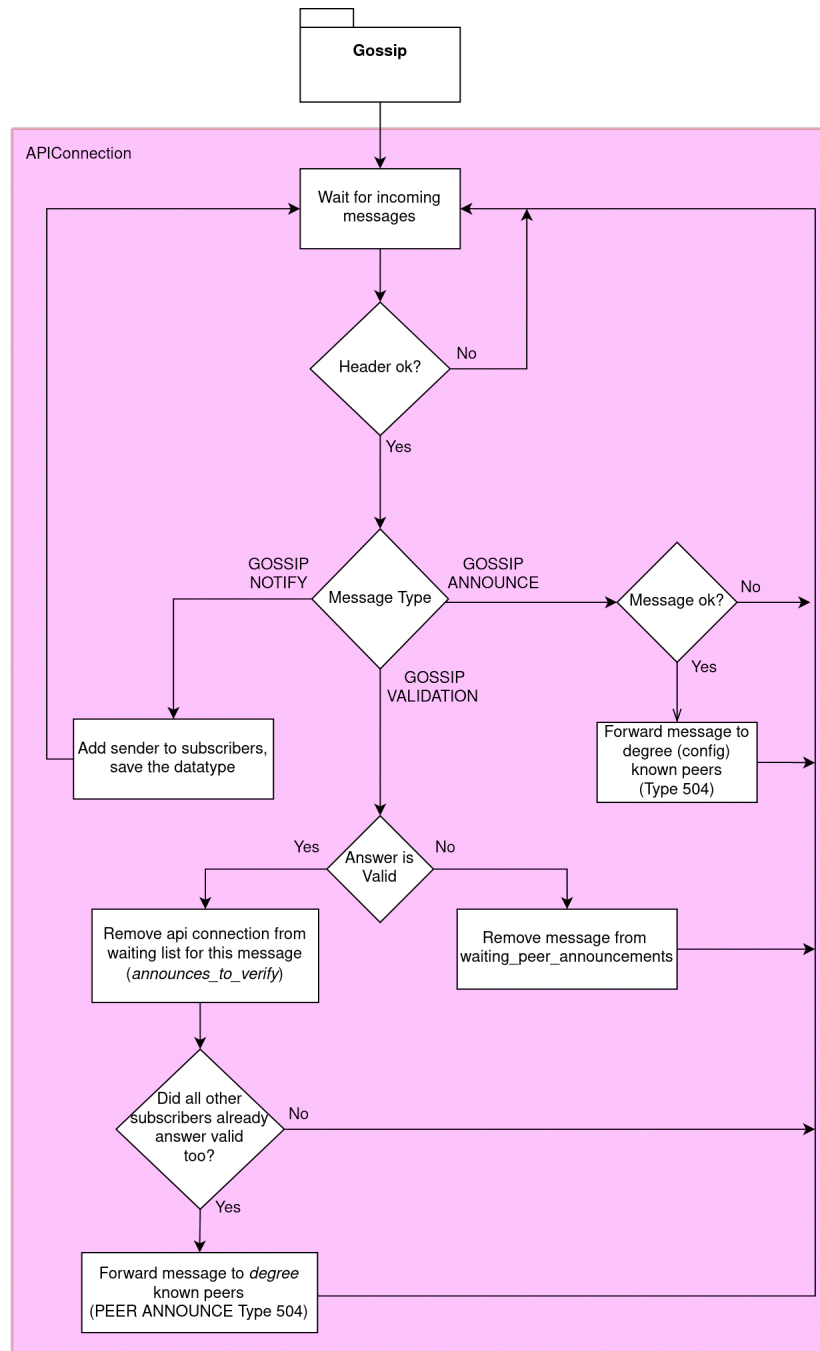 Gossip
APIConnection
Wait for incoming
messages
Header ok?
No
Yes
GOSSIP
NOTIFY
Message Type
GOSSIP
ANNOUNCE
Message ok?
No
Yes
GOSSIP
VALIDATION
Add sender to subscribers,
save the datatype
Forward message to
degree (config)
known peers
(Type 504)
Yes
Answer is
Valid
No
Remove api connection from
waiting list for this message
(announces_to_verify)
Remove message from
waiting_peer_announcements
Did all other
subscribers already
answer valid
too?
No
Yes
Forward message to degree
known peers
(PEER ANNOUNCE Type 504)